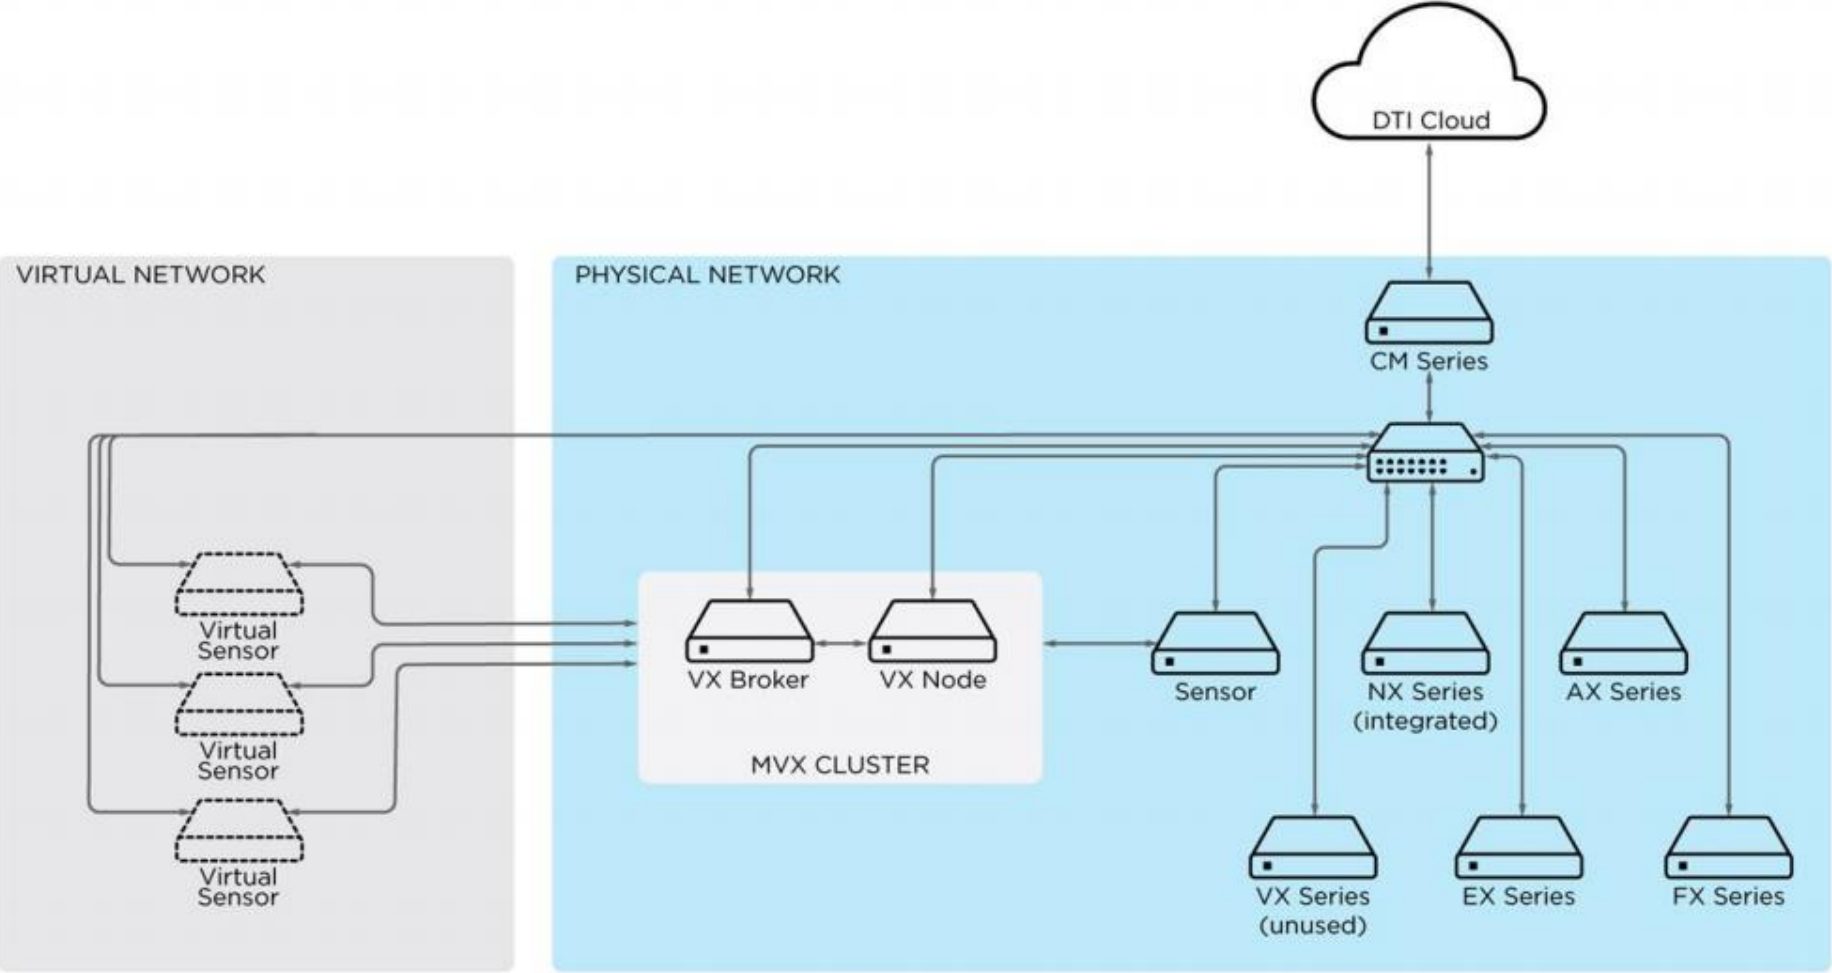 DTI Cloud
VIRTUAL NETWORK
PHYSICAL NETWORK
CM Series
Virtual
Sensor
Virtual
Sensor
Virtual
Sensor
VX Broker
VX Node
MVX CLUSTER
Sensor
NX Series
(integrated)
AX Series
VX Series
(unused)
EX Series
FX Series